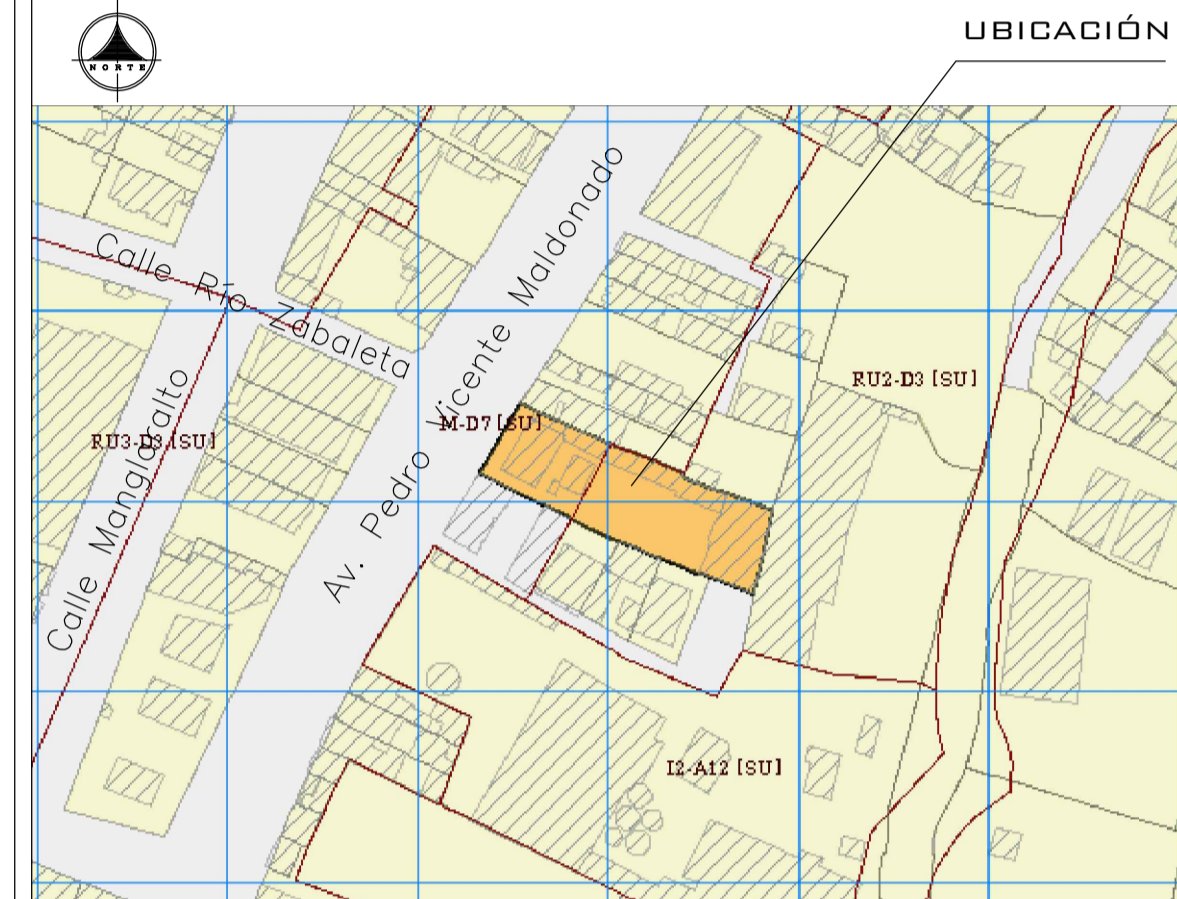 NORTE
UBICACIÓN
Calle Río Zabaleta
Av. Pedro Vicente Maldonado
RU2-D3 [SU]
M-D7 [SU]
RU3-D3 [SU]
Calle Manglaralto
I2-A12 [SU]